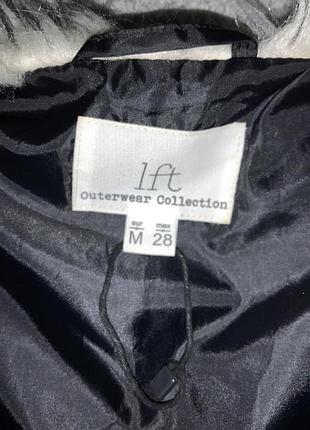 lft
Outerwear Collection
eur mex
M 28